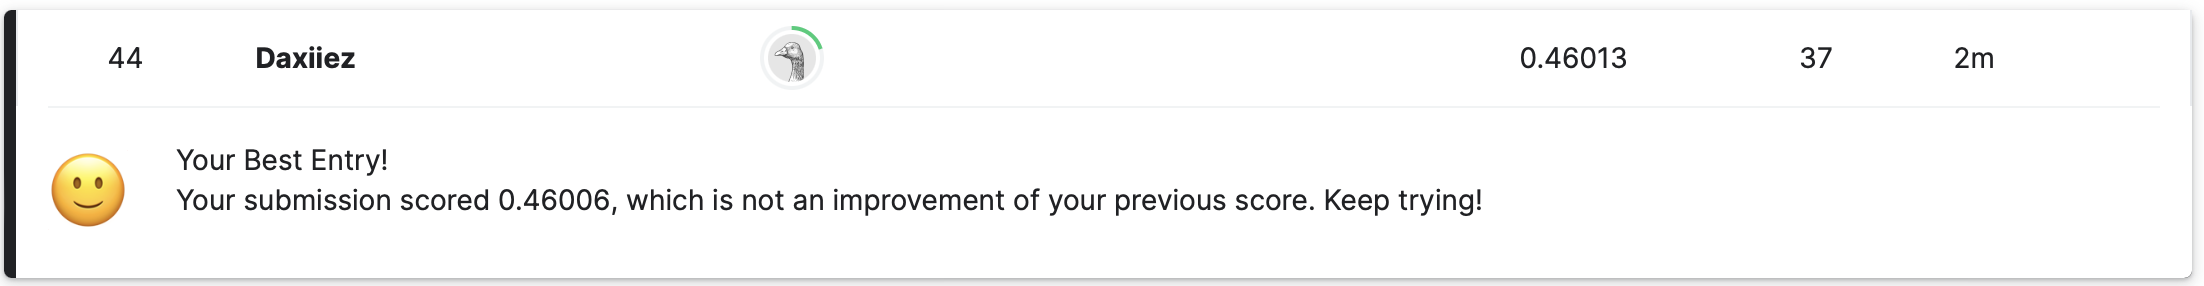 44 Daxiiez 0.46013 37 2m
Your Best Entry!
Your submission scored 0.46006, which is not an improvement of your previous score. Keep trying!